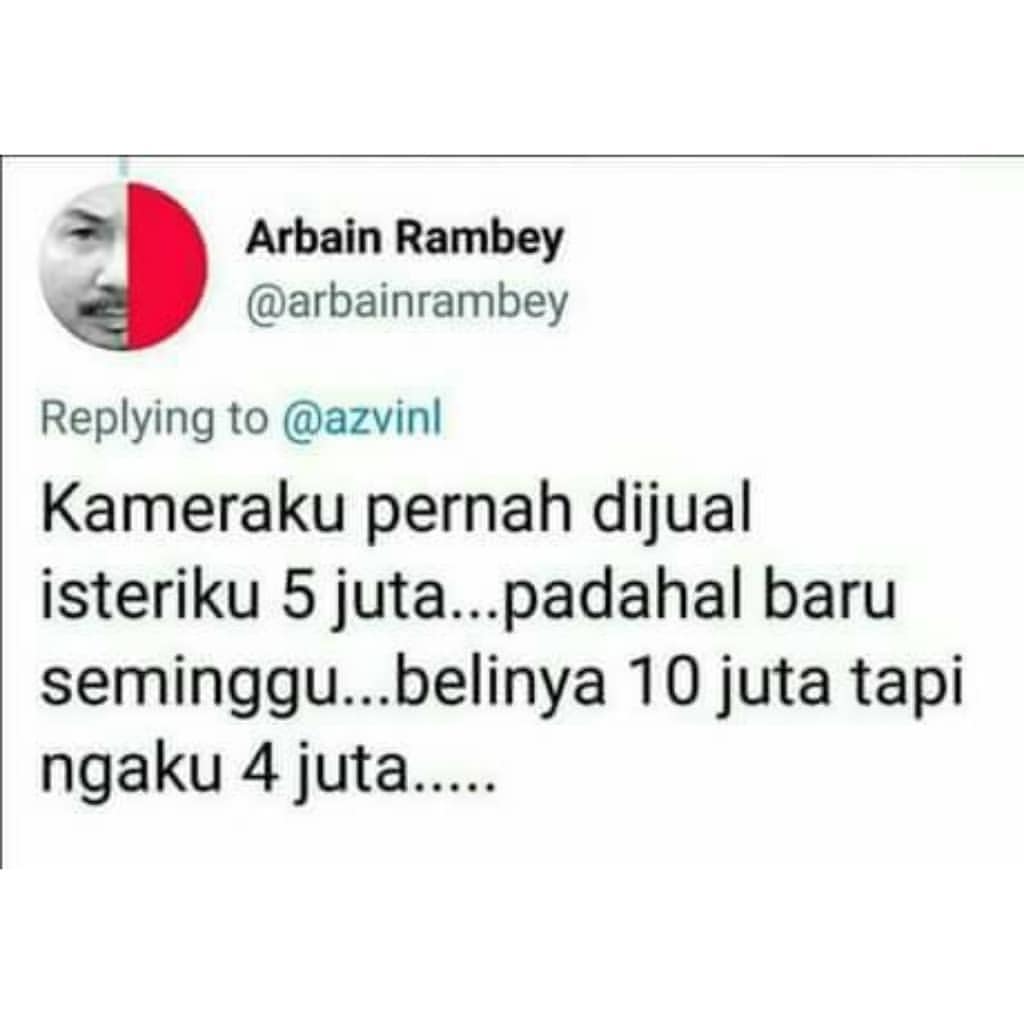 Arbain Rambey
@arbainrambey
Replying to @azvinl
Kameraku pernah dijual
isteriku 5 juta...padahal baru
seminggu...belinya 10 juta tapi
ngaku 4 juta.....